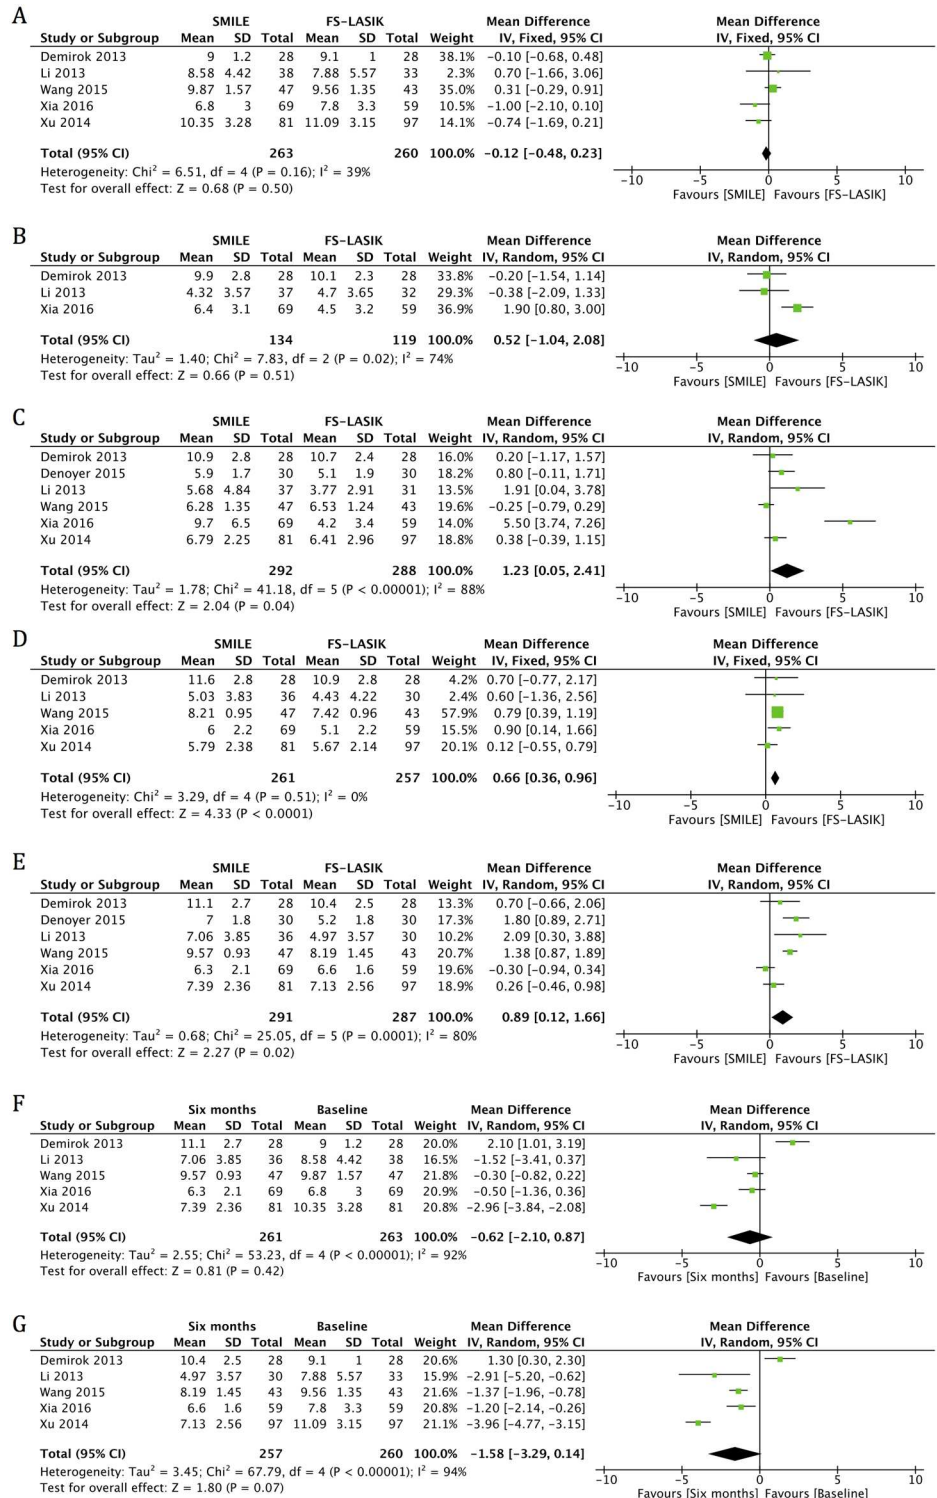 A
SMILE FS-LASIK Mean Difference Mean Difference
Study or Subgroup Mean SD Total Mean SD Total Weight IV, Fixed, 95% CI IV, Fixed, 95% CI
Demirok 2013 9 1.2 28 9.1 1 28 38.1% -0.10 [-0.68, 0.48]
Li 2013 8.58 4.42 38 7.88 5.57 33 2.3% 0.70 [-1.66, 3.06]
Wang 2015 9.87 1.57 47 9.56 1.35 43 35.0% 0.31 [-0.29, 0.91]
Xia 2016 6.8 3 69 7.8 3.3 59 10.5% -1.00 [-2.10, 0.10]
Xu 2014 10.35 3.28 81 11.09 3.15 97 14.1% -0.74 [-1.69, 0.21]
Total (95% CI) 263 260 100.0% -0.12 [-0.48, 0.23]
Heterogeneity: Chi² = 6.51, df = 4 (P = 0.16); I² = 39%
Test for overall effect: Z = 0.68 (P = 0.50)
-10 -5 0 5 10
Favours [SMILE] Favours [FS-LASIK]
B
SMILE FS-LASIK Mean Difference Mean Difference
Study or Subgroup Mean SD Total Mean SD Total Weight IV, Random, 95% CI IV, Random, 95% CI
Demirok 2013 9.9 2.8 28 10.1 2.3 28 33.8% -0.20 [-1.54, 1.14]
Li 2013 4.32 3.57 37 4.7 3.65 32 29.3% -0.38 [-2.09, 1.33]
Xia 2016 6.4 3.1 69 4.5 3.2 59 36.9% 1.90 [0.80, 3.00]
Total (95% CI) 134 119 100.0% 0.52 [-1.04, 2.08]
Heterogeneity: Tau² = 1.40; Chi² = 7.83, df = 2 (P = 0.02); I² = 74%
Test for overall effect: Z = 0.66 (P = 0.51)
-10 -5 0 5 10
Favours [SMILE] Favours [FS-LASIK]
C
SMILE FS-LASIK Mean Difference Mean Difference
Study or Subgroup Mean SD Total Mean SD Total Weight IV, Random, 95% CI IV, Random, 95% CI
Demirok 2013 10.9 2.8 28 10.7 2.4 28 16.0% 0.20 [-1.17, 1.57]
Denoyer 2015 5.9 1.7 30 5.1 1.9 30 18.2% 0.80 [-0.11, 1.71]
Li 2013 5.68 4.84 37 3.77 2.91 31 13.5% 1.91 [0.04, 3.78]
Wang 2015 6.28 1.35 47 6.53 1.24 43 19.6% -0.25 [-0.79, 0.29]
Xia 2016 9.7 6.5 69 4.2 3.4 59 14.0% 5.50 [3.74, 7.26]
Xu 2014 6.79 2.25 81 6.41 2.96 97 18.8% 0.38 [-0.39, 1.15]
Total (95% CI) 292 288 100.0% 1.23 [0.05, 2.41]
Heterogeneity: Tau² = 1.78; Chi² = 41.18, df = 5 (P < 0.00001); I² = 88%
Test for overall effect: Z = 2.04 (P = 0.04)
-10 -5 0 5 10
Favours [SMILE] Favours [FS-LASIK]
D
SMILE FS-LASIK Mean Difference Mean Difference
Study or Subgroup Mean SD Total Mean SD Total Weight IV, Fixed, 95% CI IV, Fixed, 95% CI
Demirok 2013 11.6 2.8 28 10.9 2.8 28 4.2% 0.70 [-0.77, 2.17]
Li 2013 5.03 3.83 36 4.43 4.22 30 2.4% 0.60 [-1.36, 2.56]
Wang 2015 8.21 0.95 47 7.42 0.96 43 57.9% 0.79 [0.39, 1.19]
Xia 2016 6 2.2 69 5.1 2.2 59 15.5% 0.90 [0.14, 1.66]
Xu 2014 5.79 2.38 81 5.67 2.14 97 20.1% 0.12 [-0.55, 0.79]
Total (95% CI) 261 257 100.0% 0.66 [0.36, 0.96]
Heterogeneity: Chi² = 3.29, df = 4 (P = 0.51); I² = 0%
Test for overall effect: Z = 4.33 (P < 0.0001)
-10 -5 0 5 10
Favours [SMILE] Favours [FS-LASIK]
E
SMILE FS-LASIK Mean Difference Mean Difference
Study or Subgroup Mean SD Total Mean SD Total Weight IV, Random, 95% CI IV, Random, 95% CI
Demirok 2013 11.1 2.7 28 10.4 2.5 28 13.3% 0.70 [-0.66, 2.06]
Denoyer 2015 7 1.8 30 5.2 1.8 30 17.3% 1.80 [0.89, 2.71]
Li 2013 7.06 3.85 36 4.97 3.57 30 10.2% 2.09 [0.30, 3.88]
Wang 2015 9.57 0.93 47 8.19 1.45 43 20.7% 1.38 [0.87, 1.89]
Xia 2016 6.3 2.1 69 6.6 1.6 59 19.6% -0.30 [-0.94, 0.34]
Xu 2014 7.39 2.36 81 7.13 2.56 97 18.9% 0.26 [-0.46, 0.98]
Total (95% CI) 291 287 100.0% 0.89 [0.12, 1.66]
Heterogeneity: Tau² = 0.68; Chi² = 25.05, df = 5 (P = 0.0001); I² = 80%
Test for overall effect: Z = 2.27 (P = 0.02)
-10 -5 0 5 10
Favours [SMILE] Favours [FS-LASIK]
F
Six months Baseline Mean Difference Mean Difference
Study or Subgroup Mean SD Total Mean SD Total Weight IV, Random, 95% CI IV, Random, 95% CI
Demirok 2013 11.1 2.7 28 9 1.2 28 20.0% 2.10 [1.01, 3.19]
Li 2013 7.06 3.85 36 8.58 4.42 38 16.5% -1.52 [-3.41, 0.37]
Wang 2015 9.57 0.93 47 9.87 1.57 47 21.8% -0.30 [-0.82, 0.22]
Xia 2016 6.3 2.1 69 6.8 3 69 20.9% -0.50 [-1.36, 0.36]
Xu 2014 7.39 2.36 81 10.35 3.28 81 20.8% -2.96 [-3.84, -2.08]
Total (95% CI) 261 263 100.0% -0.62 [-2.10, 0.87]
Heterogeneity: Tau² = 2.55; Chi² = 53.23, df = 4 (P < 0.00001); I² = 92%
Test for overall effect: Z = 0.81 (P = 0.42)
-10 -5 0 5 10
Favours [Six months] Favours [Baseline]
G
Six months Baseline Mean Difference Mean Difference
Study or Subgroup Mean SD Total Mean SD Total Weight IV, Random, 95% CI IV, Random, 95% CI
Demirok 2013 10.4 2.5 28 9.1 1 28 20.6% 1.30 [0.30, 2.30]
Li 2013 4.97 3.57 30 7.88 5.57 33 15.9% -2.91 [-5.20, -0.62]
Wang 2015 8.19 1.45 43 9.56 1.35 43 21.6% -1.37 [-1.96, -0.78]
Xia 2016 6.6 1.6 59 7.8 3.3 59 20.8% -1.20 [-2.14, -0.26]
Xu 2014 7.13 2.56 97 11.09 3.15 97 21.1% -3.96 [-4.77, -3.15]
Total (95% CI) 257 260 100.0% -1.58 [-3.29, 0.14]
Heterogeneity: Tau² = 3.45; Chi² = 67.79, df = 4 (P < 0.00001); I² = 94%
Test for overall effect: Z = 1.80 (P = 0.07)
-10 -5 0 5 10
Favours [Six months] Favours [Baseline]